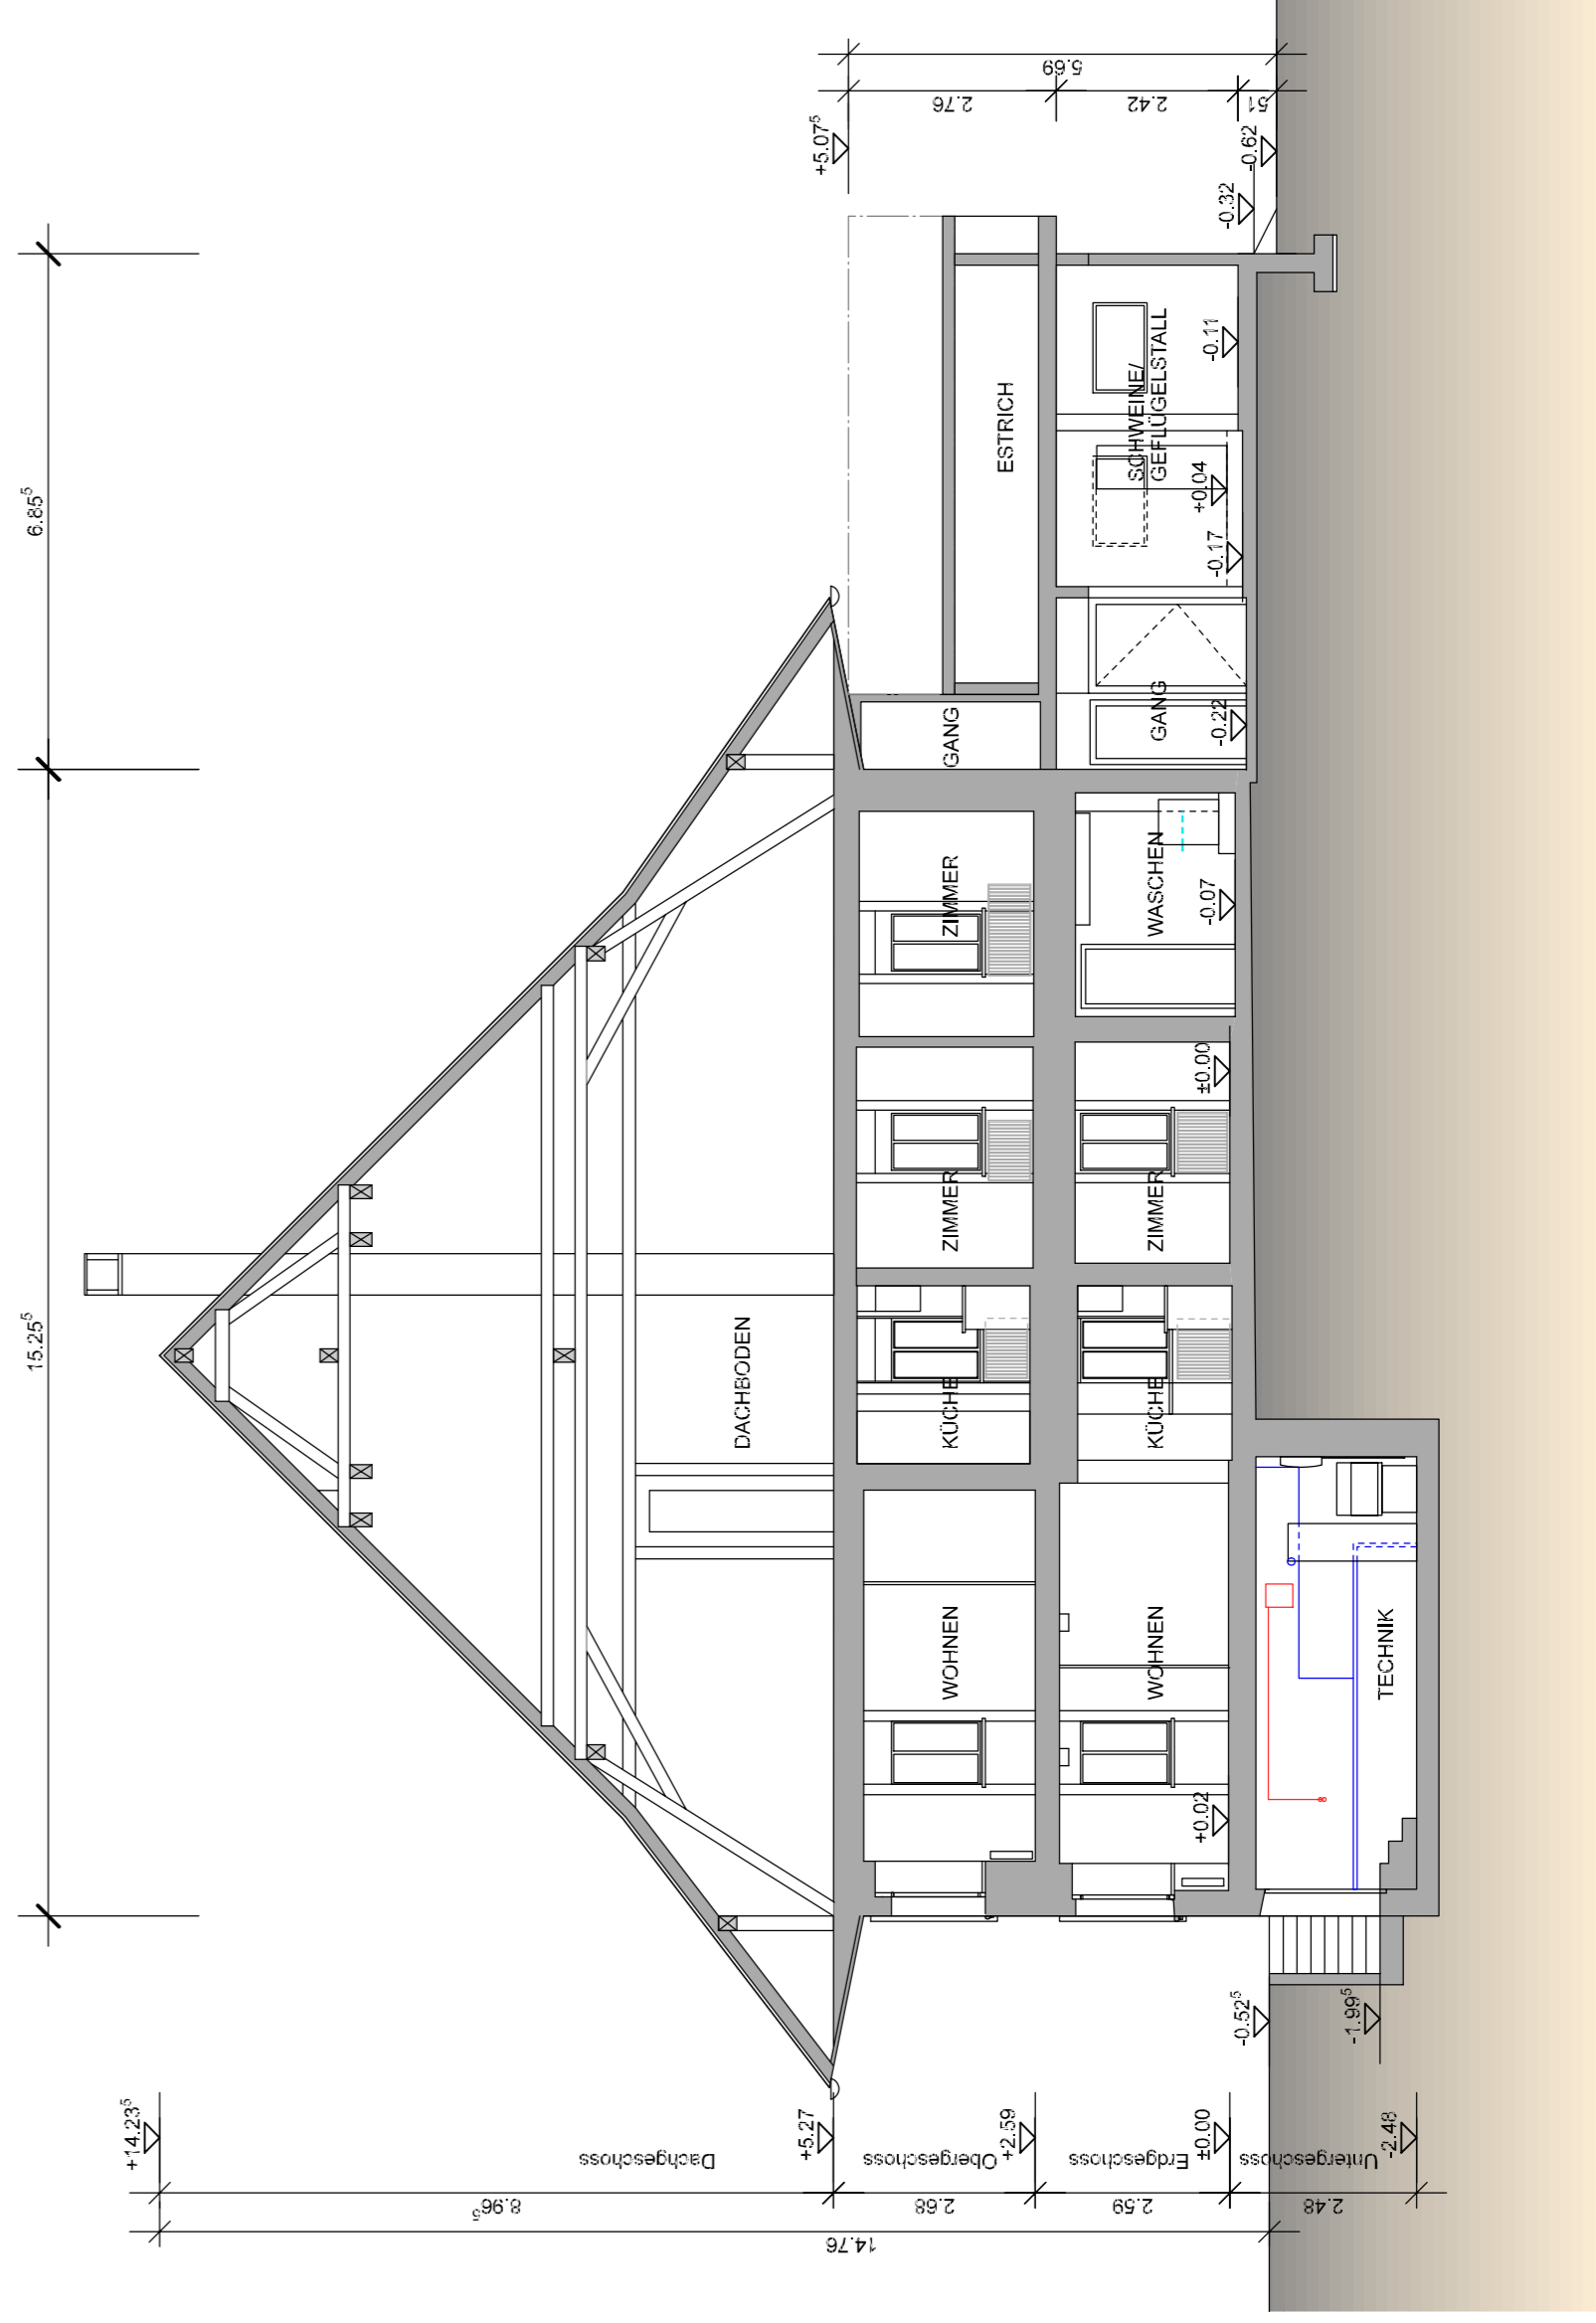 15.25⁵
6.85⁵
+14.23⁵
+5.27
+2.59
±0.00
-2.48
Dachgeschoss
Obergeschoss
Erdgeschoss
Untergeschoss
8.96⁵
2.68
2.59
2.48
14.76
-0.52⁵
-1.99⁵
DACHBODEN
WOHNEN
KÜCHE
ZIMMER
ZIMMER
GANG
ESTRICH
WOHNEN
+0.02
KÜCHE
ZIMMER
±0.00
WASCHEN
-0.07
GANG
-0.22
SCHWEINE/
GEFLÜGELSTALL
-0.17
+0.04
-0.11
TECHNIK
+5.07⁵
-0.32
-0.62
2.76
2.42
51
5.69